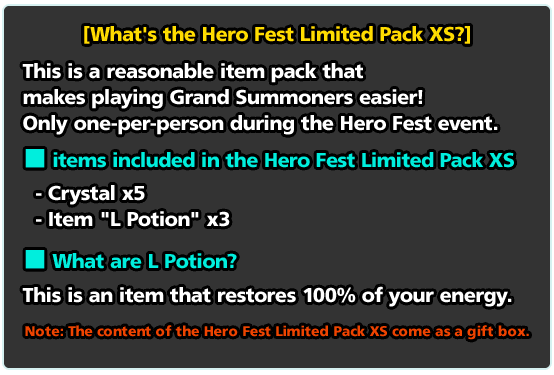 [What's the Hero Fest Limited Pack XS?]
This is a reasonable item pack that
makes playing Grand Summoners easier!
Only one-per-person during the Hero Fest event.
■ items included in the Hero Fest Limited Pack XS
- Crystal x5
- Item "L Potion" x3
■ What are L Potion?
This is an item that restores 100% of your energy.
Note: The content of the Hero Fest Limited Pack XS come as a gift box.